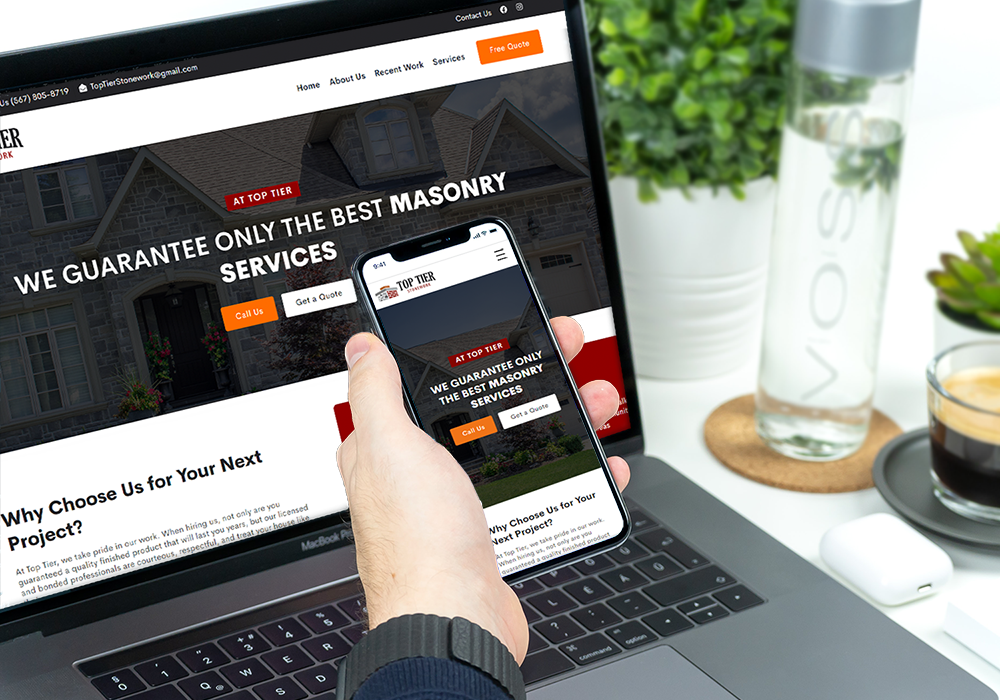 Contact Us
Us (567) 805-8719 TopTierStonework@gmail.com
Home About Us Recent Work Services Free Quote
AT TOP TIER
WE GUARANTEE ONLY THE BEST MASONRY
SERVICES
Call Us Get a Quote
Why Choose Us for Your Next
Project?
At Top Tier, we take pride in our work. When hiring us, not only are you
guaranteed a quality finished product that will last you years, but our licensed
and bonded professionals are courteous, respectful, and treat your house like
MacBook
9:41
TOP TIER
STONEWORK
AT TOP TIER
WE GUARANTEE ONLY
THE BEST MASONRY
SERVICES
Call Us Get a Quote
Why Choose Us for Your
Next Project?
At Top Tier, we take pride in our work.
When hiring us, not only are you
guaranteed a quality finished product
VOSS
command
option